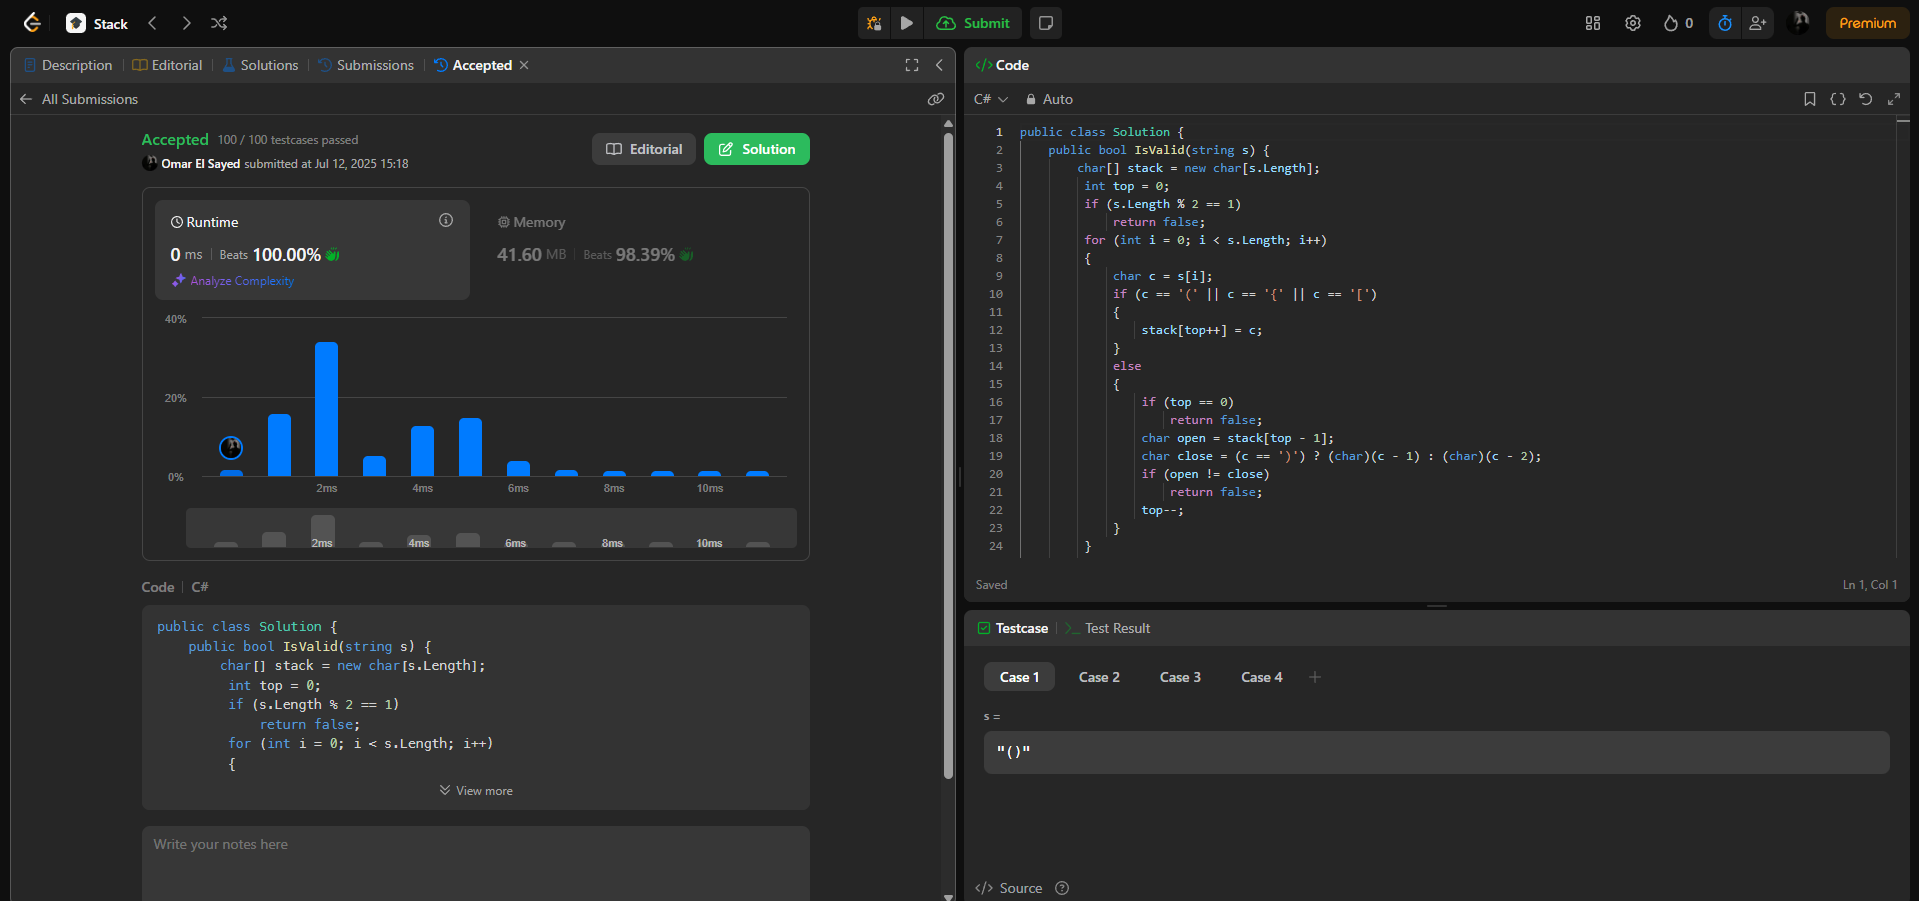 Stack
Submit
0
Premium
Description
Editorial
Solutions
Submissions
Accepted
All Submissions
Accepted 100 / 100 testcases passed
Omar El Sayed submitted at Jul 12, 2025 15:18
Editorial
Solution
Runtime
0 ms Beats 100.00%
Analyze Complexity
Memory
41.60 MB Beats 98.39%
40%
20%
0%
2ms 4ms 6ms 8ms 10ms
2ms 4ms 6ms 8ms 10ms
Code C#
public class Solution {
public bool IsValid(string s) {
char[] stack = new char[s.Length];
int top = 0;
if (s.Length % 2 == 1)
return false;
for (int i = 0; i < s.Length; i++)
{
View more
Write your notes here
</> Code
C# Auto
1 public class Solution {
2 public bool IsValid(string s) {
3 char[] stack = new char[s.Length];
4 int top = 0;
5 if (s.Length % 2 == 1)
6 return false;
7 for (int i = 0; i < s.Length; i++)
8 {
9 char c = s[i];
10 if (c == '(' || c == '{' || c == '[')
11 {
12 stack[top++] = c;
13 }
14 else
15 {
16 if (top == 0)
17 return false;
18 char open = stack[top - 1];
19 char close = (c == ')') ? (char)(c - 1) : (char)(c - 2);
20 if (open != close)
21 return false;
22 top--;
23 }
24 }
Saved
Ln 1, Col 1
Testcase
Test Result
Case 1 Case 2 Case 3 Case 4 +
s =
"()"
</> Source